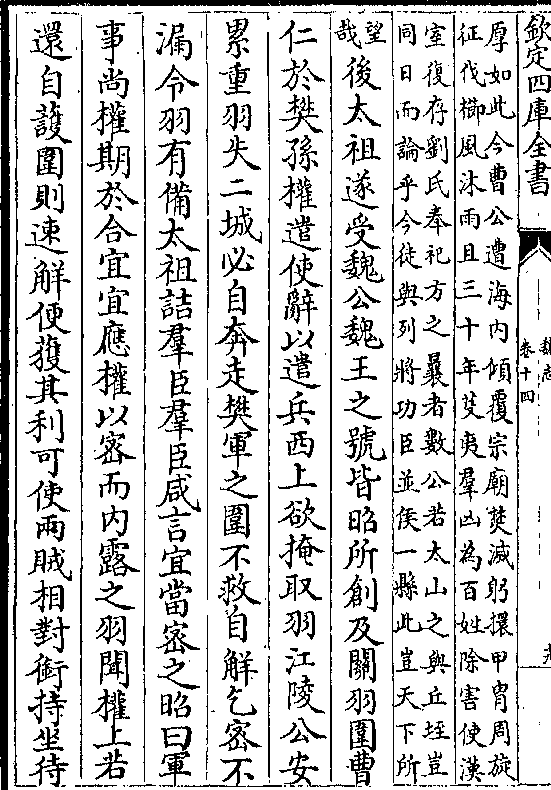 欽定四庫全書
魏志
卷十四
厚如此今曹公遭海内傾覆宗廟焚滅躬擐甲胄周旋
征伐櫛風沐雨且三十年芟夷羣凶為百姓除害使漢
室復存劉氏奉祀方之曩者數公若太山之與丘垤豈
同日而論乎今徒與列將功臣並侯一縣此豈天下所
望哉
後太祖遂受魏公魏王之號皆昭所創及關羽圍曹
仁於樊孫權遣使辭以遣兵西上欲掩取羽江陵公安
累重羽失二城必自奔走樊軍之圍不救自解乞密不
漏令羽有備太祖詰羣臣羣臣咸言宜當密之昭曰軍
事尚權期於合宜宜應權以密而内露之羽聞權上若
還自護圍則速解便獲其利可使兩賊相對銜持坐待